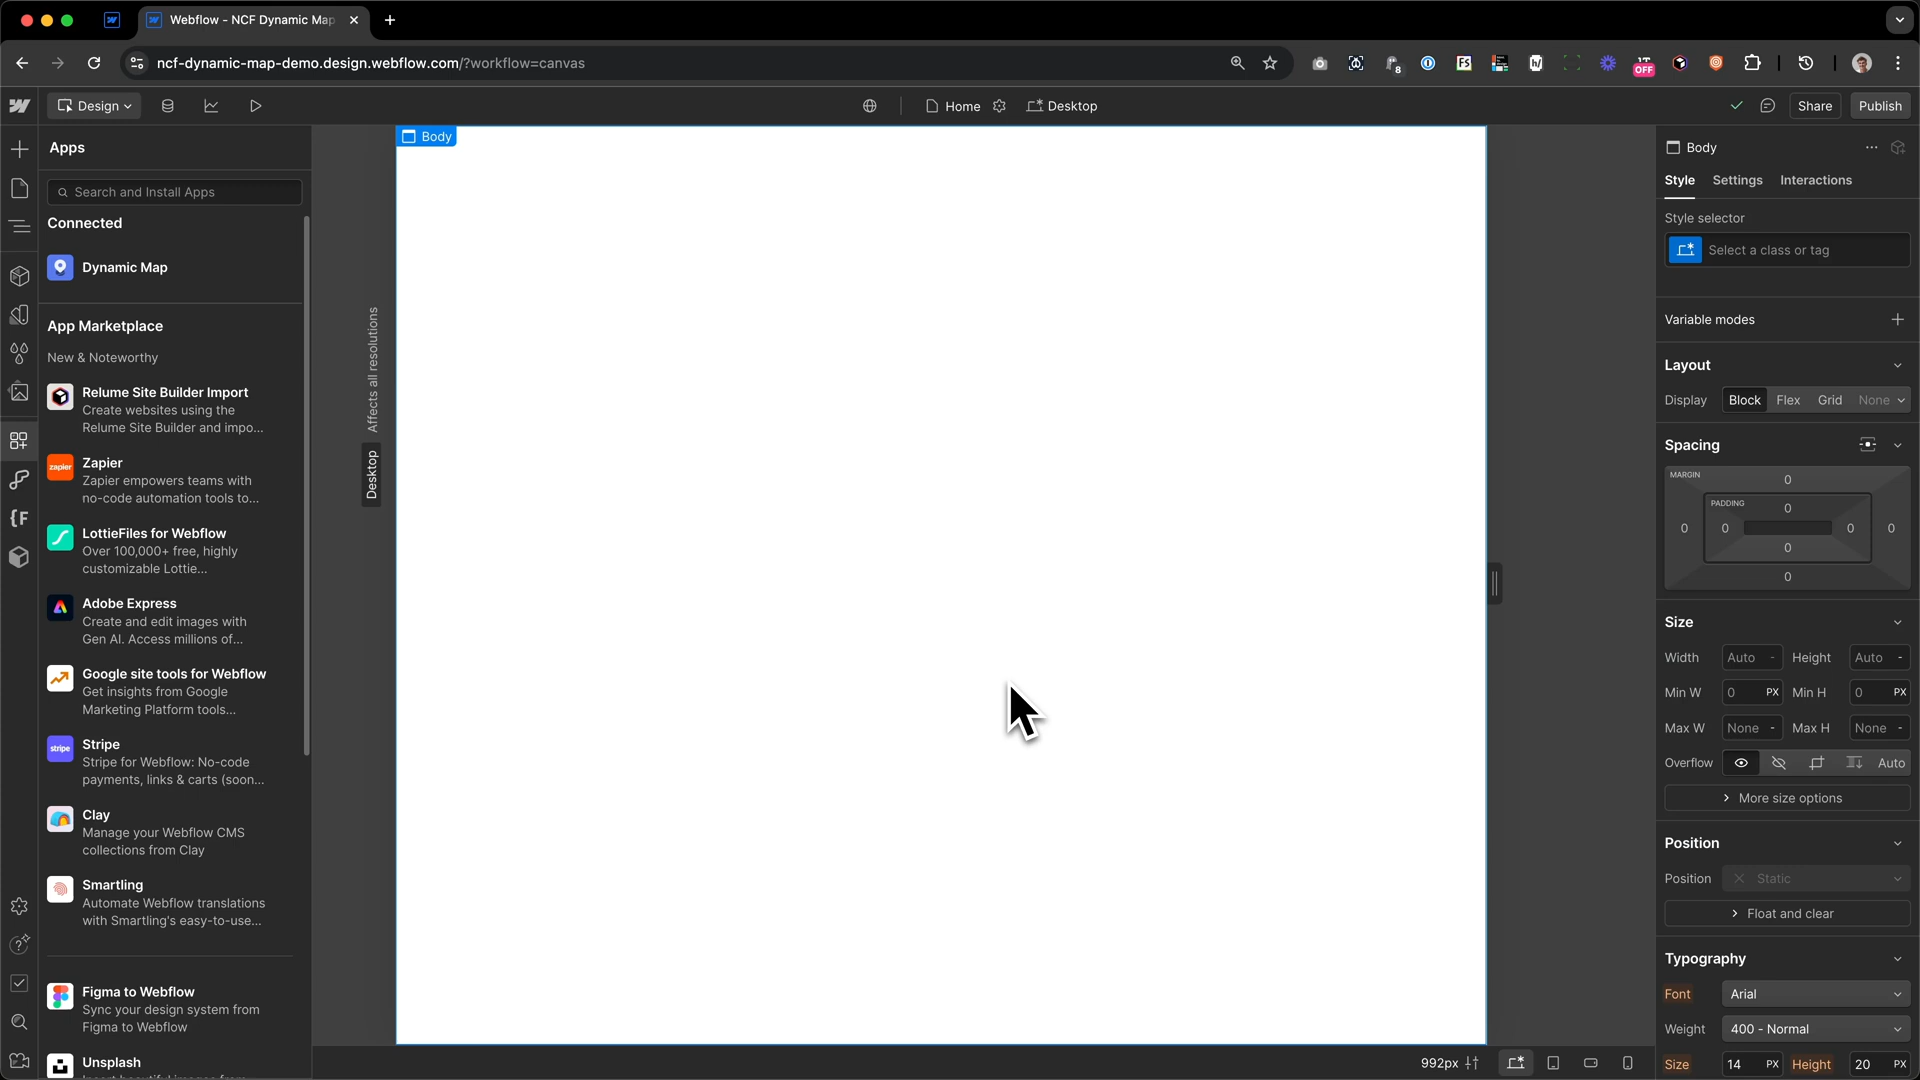 Webflow - NCF Dynamic Map
ncf-dynamic-map-demo.design.webflow.com/?workflow=canvas
8
FS
OFF
Design
Home
Desktop
Share
Publish
Apps
Search and Install Apps
Connected
Dynamic Map
App Marketplace
New & Noteworthy
Relume Site Builder Import
Create websites using the
Relume Site Builder and impo...
zapier
Zapier
Zapier empowers teams with
no-code automation tools to...
LottieFiles for Webflow
Over 100,000+ free, highly
customizable Lottie...
Adobe Express
Create and edit images with
Gen AI. Access millions of...
Google site tools for Webflow
Get insights from Google
Marketing Platform tools...
stripe
Stripe
Stripe for Webflow: No-code
payments, links & carts (soon...
Clay
Manage your Webflow CMS
collections from Clay
Smartling
Automate Webflow translations
with Smartling's easy-to-use...
Figma to Webflow
Sync your design system from
Figma to Webflow
Unsplash
Affects all resolutions
Desktop
Body
992px
Body
Style
Settings
Interactions
Style selector
Select a class or tag
Variable modes
Layout
Display
Block
Flex
Grid
None
Spacing
MARGIN
0
PADDING
0
0
0
0
0
0
0
Size
Width
Auto
-
Height
Auto
-
Min W
0
PX
Min H
0
PX
Max W
None
-
Max H
None
-
Overflow
Auto
More size options
Position
Position
Static
Float and clear
Typography
Font
Arial
Weight
400 - Normal
Size
14
PX
Height
20
PX